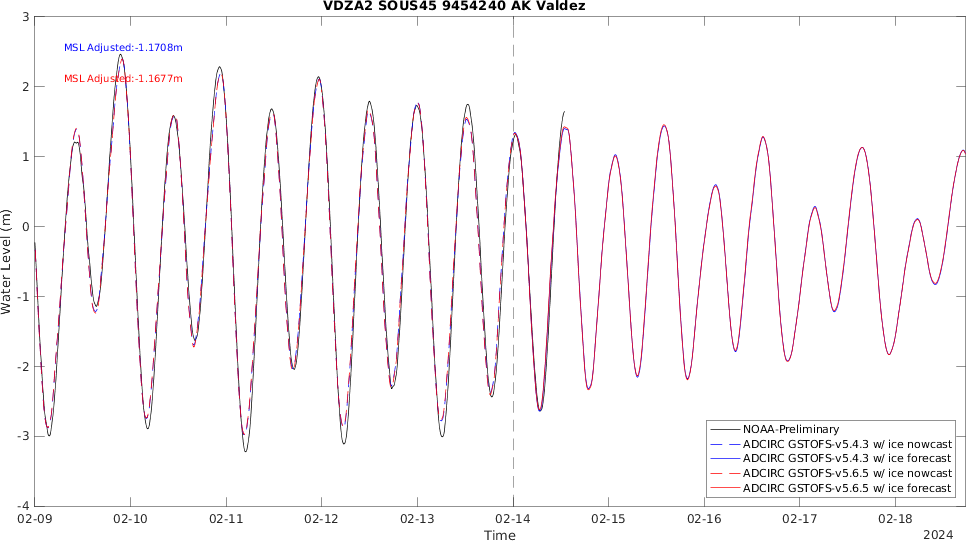 VDZA2 SOUS45 9454240 AK Valdez
MSL Adjusted:-1.1708m
MSL Adjusted:-1.1677m
Water Level (m)
3
2
1
0
-1
-2
-3
-4
NOAA-Preliminary
ADCIRC GSTOFS-v5.4.3 w/ ice nowcast
ADCIRC GSTOFS-v5.4.3 w/ ice forecast
ADCIRC GSTOFS-v5.6.5 w/ ice nowcast
ADCIRC GSTOFS-v5.6.5 w/ ice forecast
02-09 02-10 02-11 02-12 02-13 02-14 02-15 02-16 02-17 02-18
Time
2024